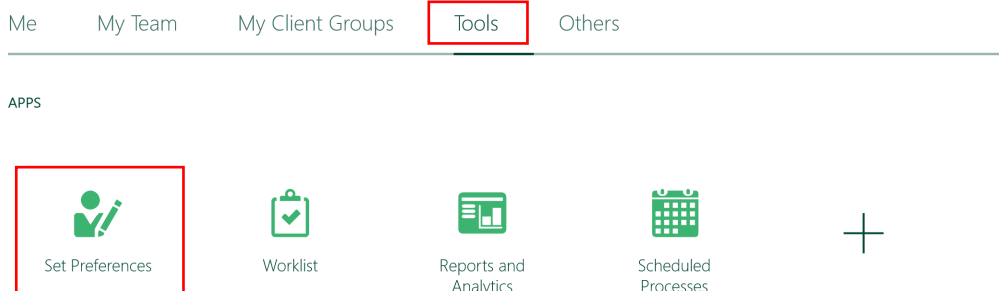 Me My Team My Client Groups Tools Others
APPS
Set Preferences Worklist Reports and Scheduled
Analytics Processes